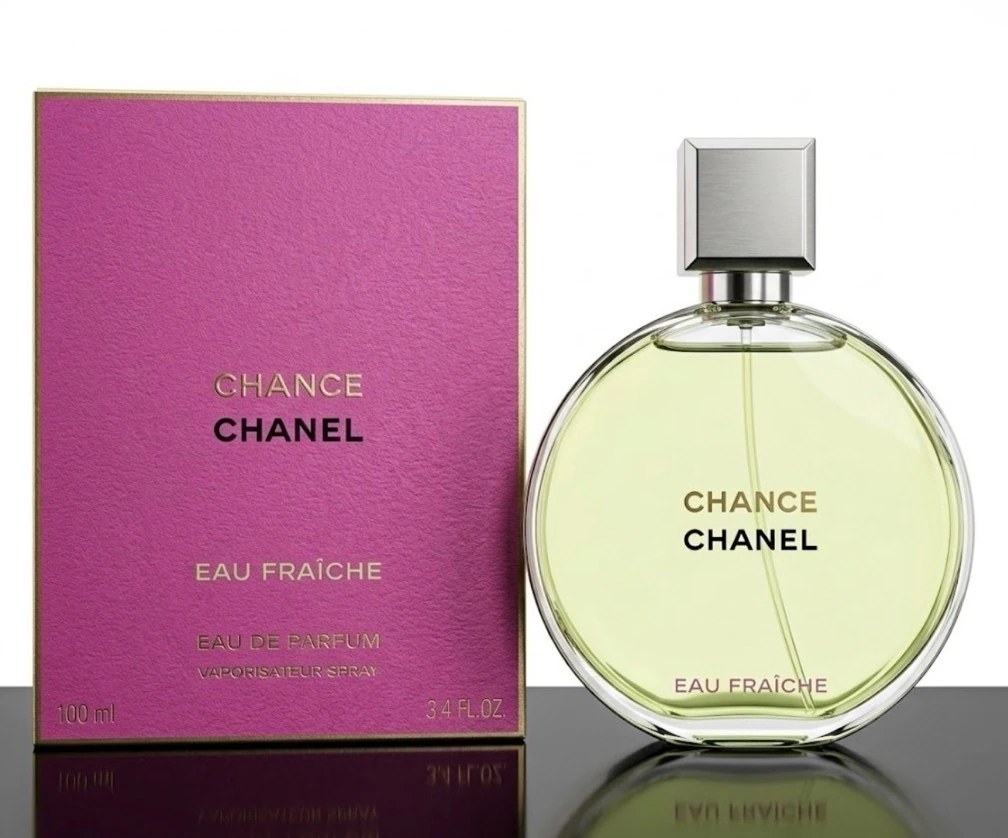 CHANCE
CHANEL
EAU FRAÎCHE
EAU DE PARFUM
VAPORISATEUR SPRAY
100 ml
3.4 FL.OZ.
CHANCE
CHANEL
EAU FRAÎCHE